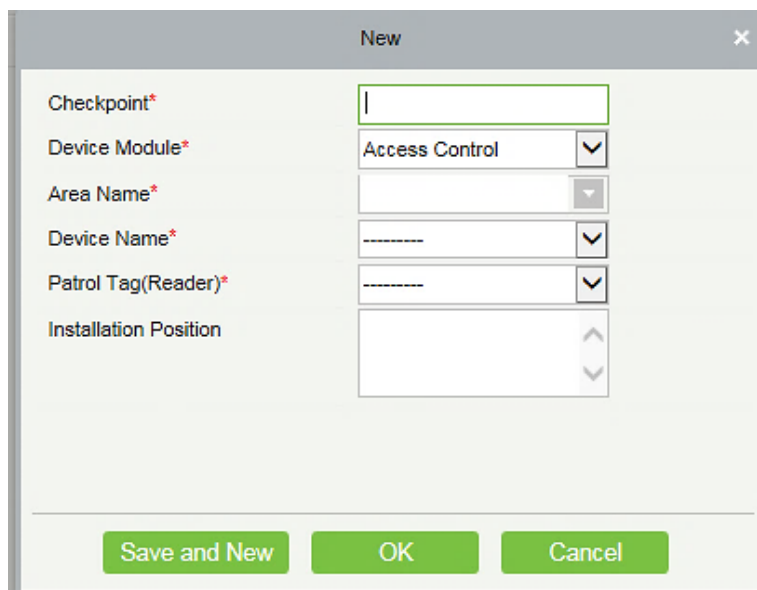 New
Checkpoint*
Device Module* Access Control
Area Name*
Device Name* ---------
Patrol Tag(Reader)* ---------
Installation Position
Save and New OK Cancel